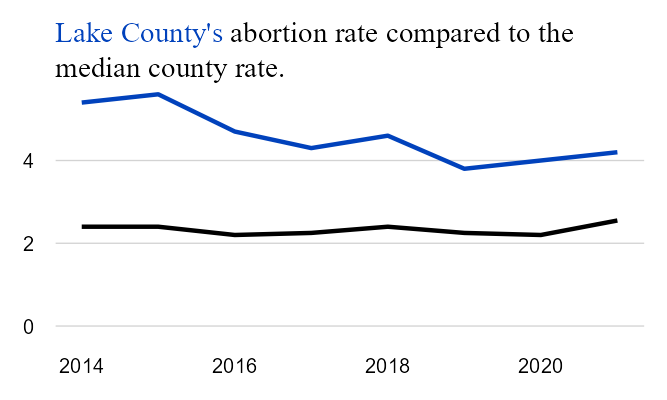 Lake County's abortion rate compared to the
median county rate.
4
2
0
2014 2016 2018 2020